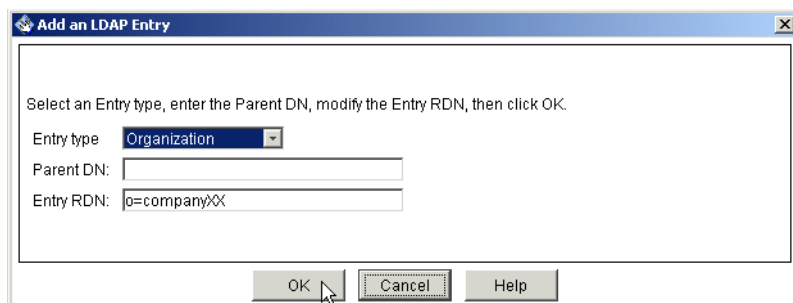 Add an LDAP Entry
Select an Entry type, enter the Parent DN, modify the Entry RDN, then click OK.
Entry type Organization
Parent DN:
Entry RDN: o=companyXX
OK Cancel Help